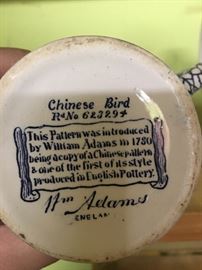 Chinese Bird
Rd No 623294
This Pattern was introduced
by William Adams in 1780
being a copy of a Chinese pattern
& one of the first of its style
produced in English Pottery.
Wm Adams
ENGLAN